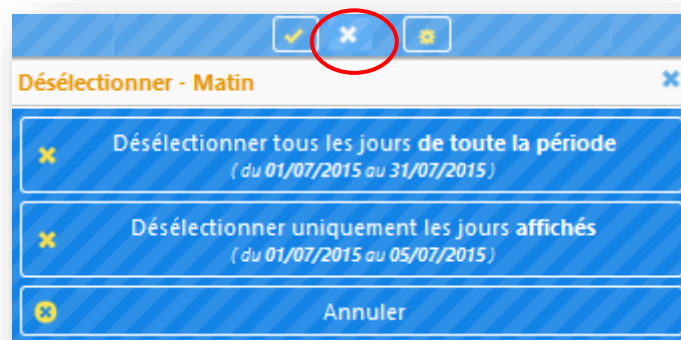 Désélectionner - Matin
Désélectionner tous les jours de toute la période
( du 01/07/2015 au 31/07/2015 )
Désélectionner uniquement les jours affichés
( du 01/07/2015 au 05/07/2015 )
Annuler